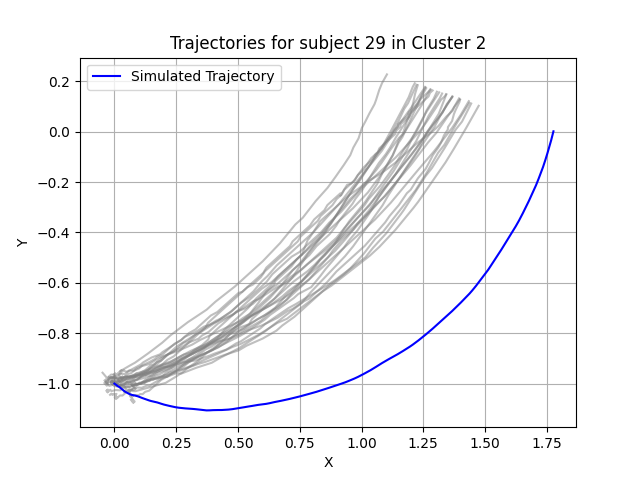 Trajectories for subject 29 in Cluster 2
Simulated Trajectory
Y
0.2
0.0
−0.2
−0.4
−0.6
−0.8
−1.0
0.00 0.25 0.50 0.75 1.00 1.25 1.50 1.75
X